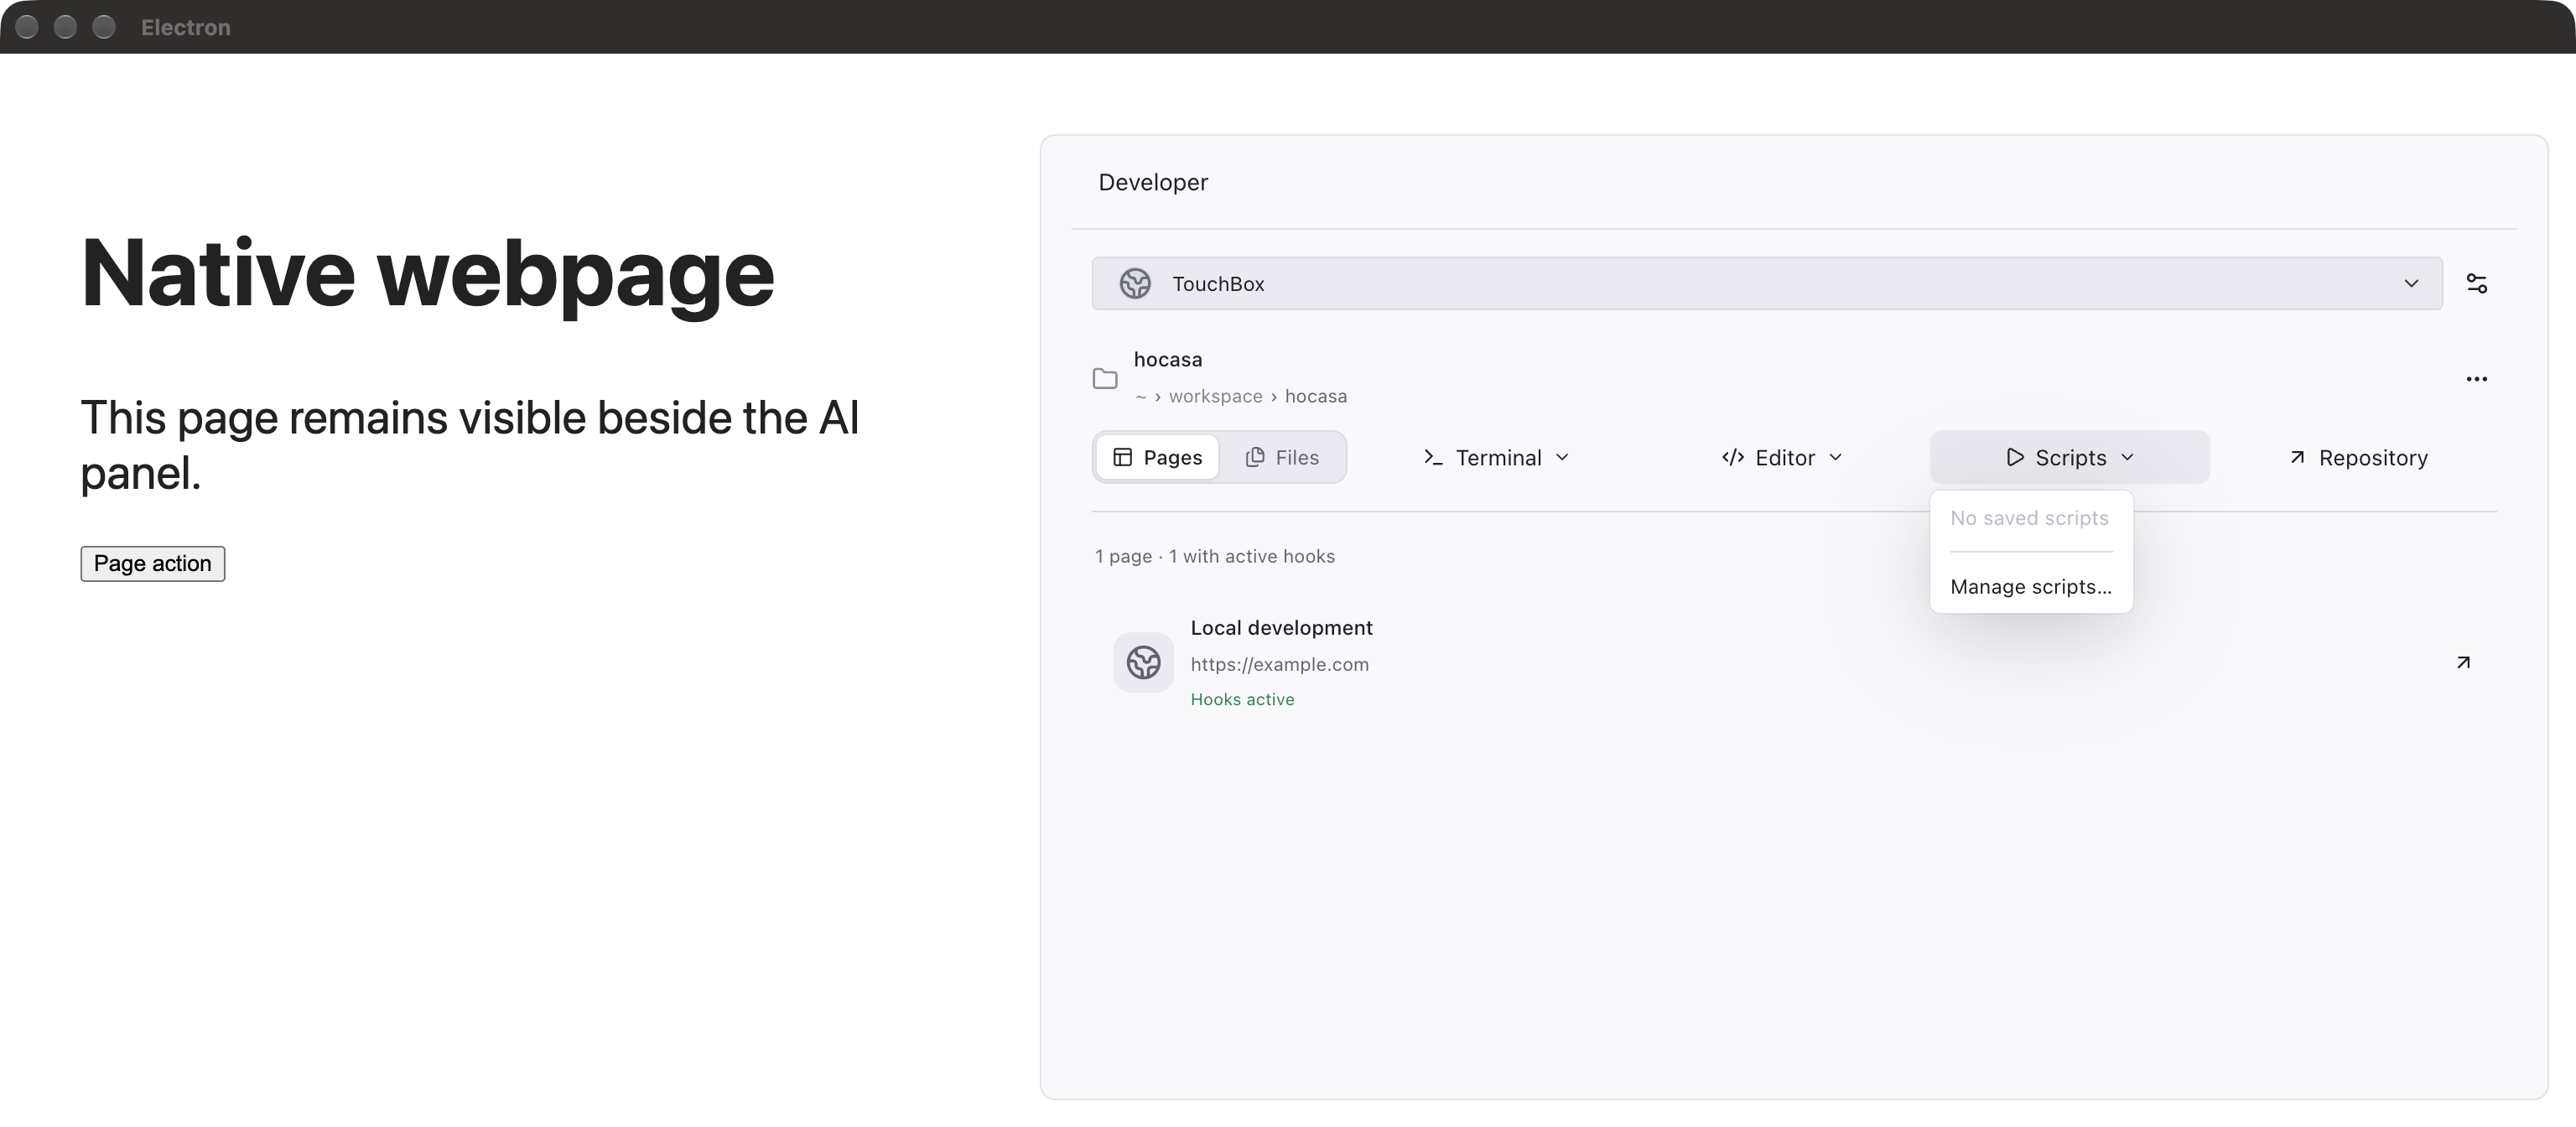 Electron
Native webpage
This page remains visible beside the AI
panel.
Page action
Developer
TouchBox
hocasa
~ › workspace › hocasa
Pages Files Terminal Editor Scripts Repository
No saved scripts
Manage scripts...
1 page · 1 with active hooks
Local development
https://example.com
Hooks active